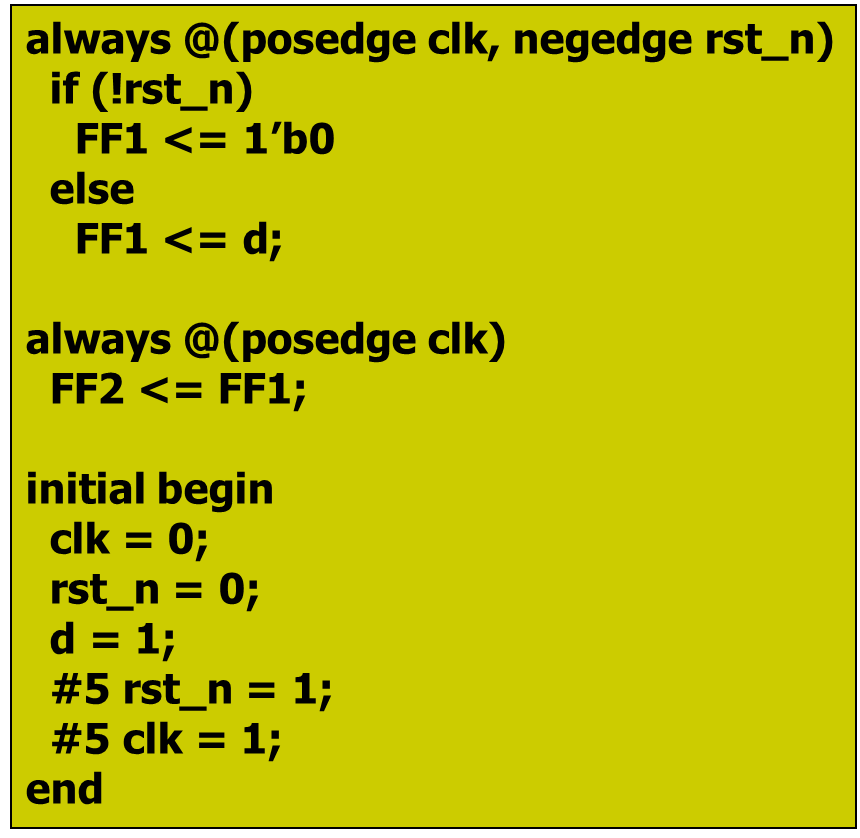 always @(posedge clk, negedge rst_n)
if (!rst_n)
FF1 <= 1’b0
else
FF1 <= d;
always @(posedge clk)
FF2 <= FF1;
initial begin
clk = 0;
rst_n = 0;
d = 1;
#5 rst_n = 1;
#5 clk = 1;
end